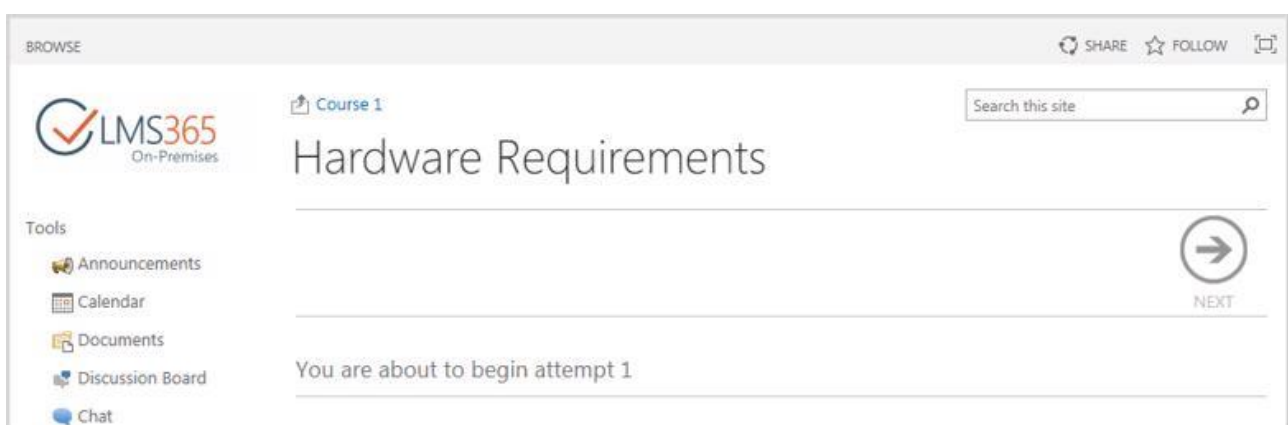 BROWSE
SHARE FOLLOW
LMS365
On-Premises
Course 1
Search this site
Hardware Requirements
Tools
Announcements
Calendar
Documents
Discussion Board
Chat
NEXT
You are about to begin attempt 1